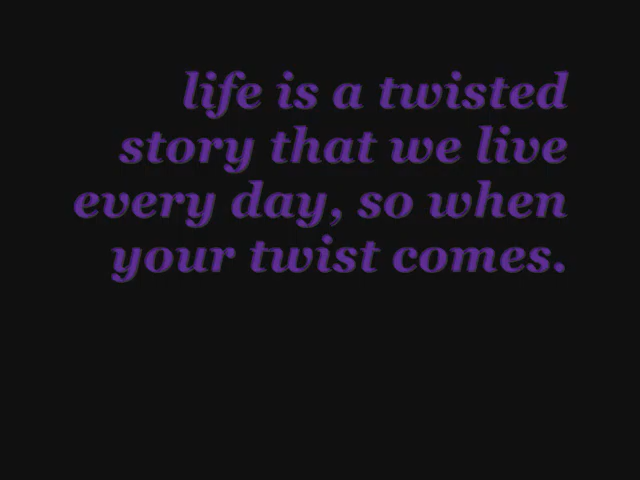 life is a twisted
story that we live
every day, so when
your twist comes.